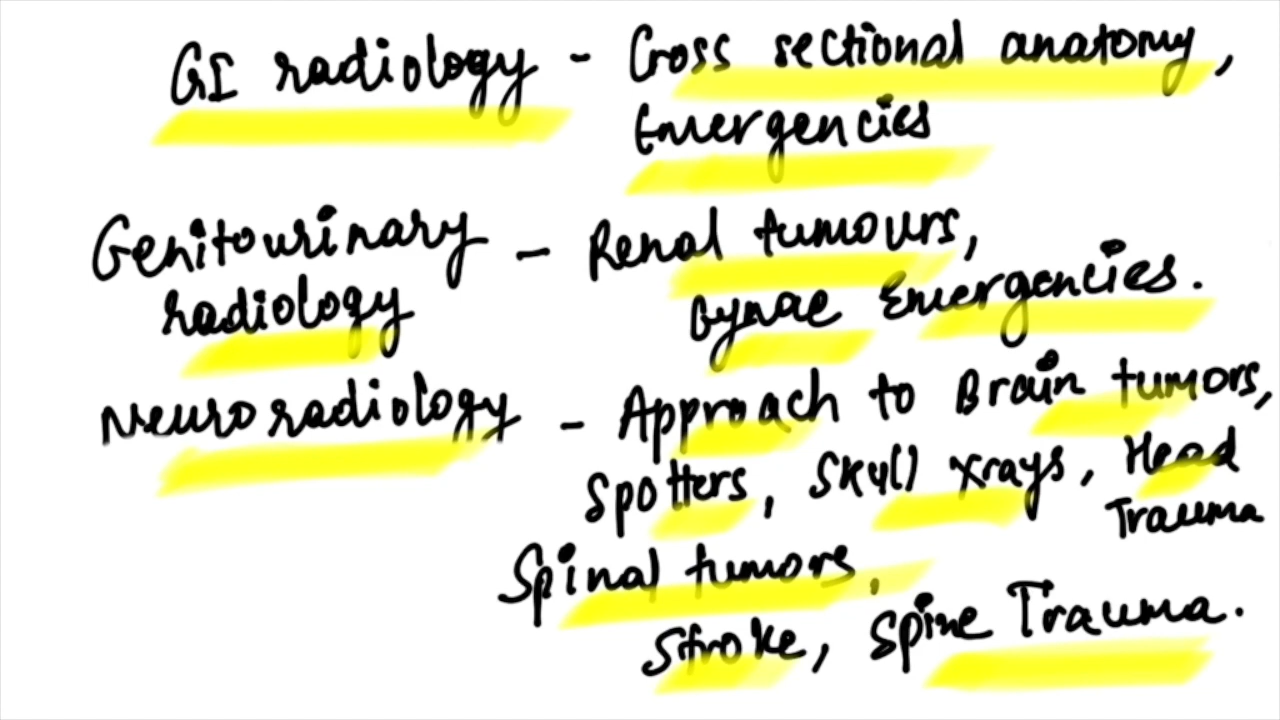 GI radiology - Cross sectional anatomy,
Emergencies
Genitourinary - Renal tumours,
radiology Gynae Emergencies.
Neuroradiology - Approach to Brain tumors,
Spotters, Skull xrays, Head
Trauma
Spinal tumors,
Stroke, Spine Trauma.